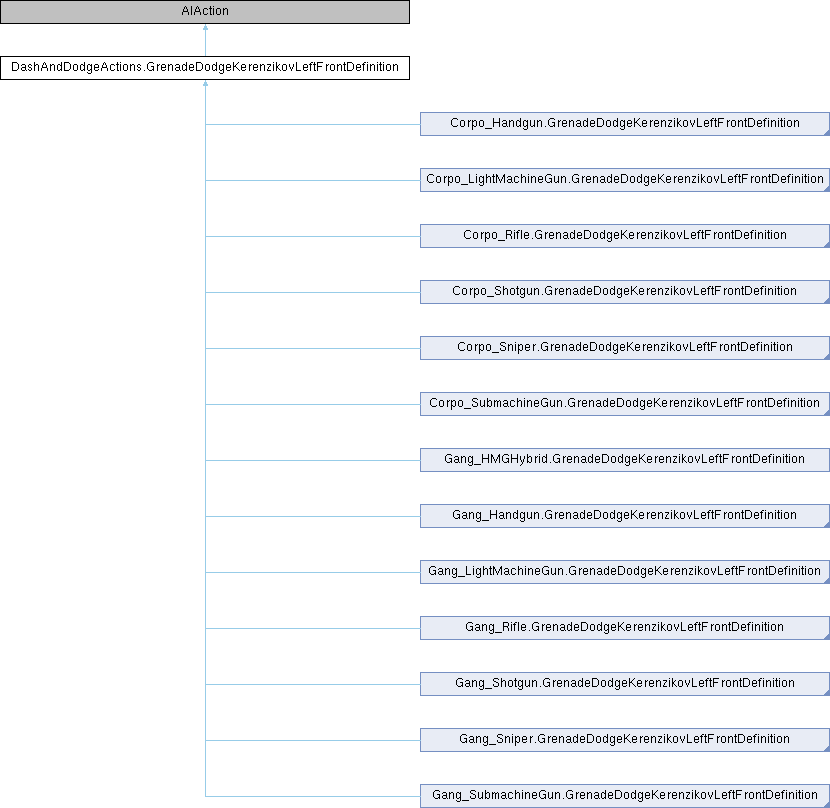 AIAction
DashAndDodgeActions.GrenadeDodgeKerenzikovLeftFrontDefinition
Corpo_Handgun.GrenadeDodgeKerenzikovLeftFrontDefinition
Corpo_LightMachineGun.GrenadeDodgeKerenzikovLeftFrontDefinition
Corpo_Rifle.GrenadeDodgeKerenzikovLeftFrontDefinition
Corpo_Shotgun.GrenadeDodgeKerenzikovLeftFrontDefinition
Corpo_Sniper.GrenadeDodgeKerenzikovLeftFrontDefinition
Corpo_SubmachineGun.GrenadeDodgeKerenzikovLeftFrontDefinition
Gang_HMGHybrid.GrenadeDodgeKerenzikovLeftFrontDefinition
Gang_Handgun.GrenadeDodgeKerenzikovLeftFrontDefinition
Gang_LightMachineGun.GrenadeDodgeKerenzikovLeftFrontDefinition
Gang_Rifle.GrenadeDodgeKerenzikovLeftFrontDefinition
Gang_Shotgun.GrenadeDodgeKerenzikovLeftFrontDefinition
Gang_Sniper.GrenadeDodgeKerenzikovLeftFrontDefinition
Gang_SubmachineGun.GrenadeDodgeKerenzikovLeftFrontDefinition